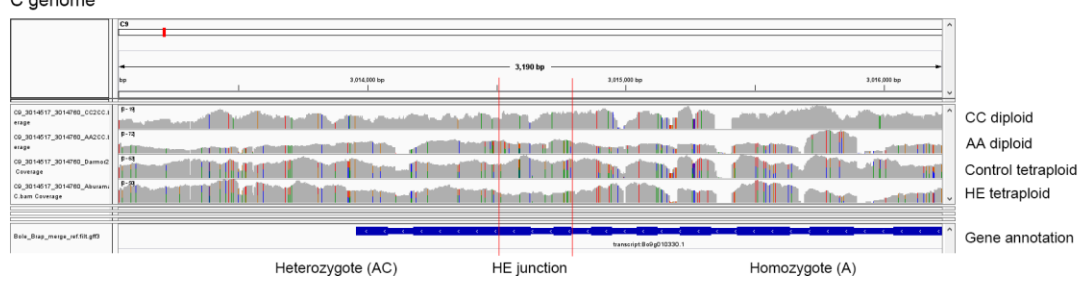 C genome
C9
3,190 bp
bp
3,014,000 bp
3,015,000 bp
3,016,000 bp
C9_3014517_3014760_CC2CC.
erage
CC diploid
C9_3014517_3014760_AA2CC.
erage
AA diploid
C9_3014517_3014760_Darmor2
Coverage
Control tetraploid
C9_3014517_3014760_Aburam
C.bam Coverage
HE tetraploid
Bole_Brap_merge_ref.filt.gff3
transcript:Bo9g010330.1
Gene annotation
Heterozygote (AC)
HE junction
Homozygote (A)